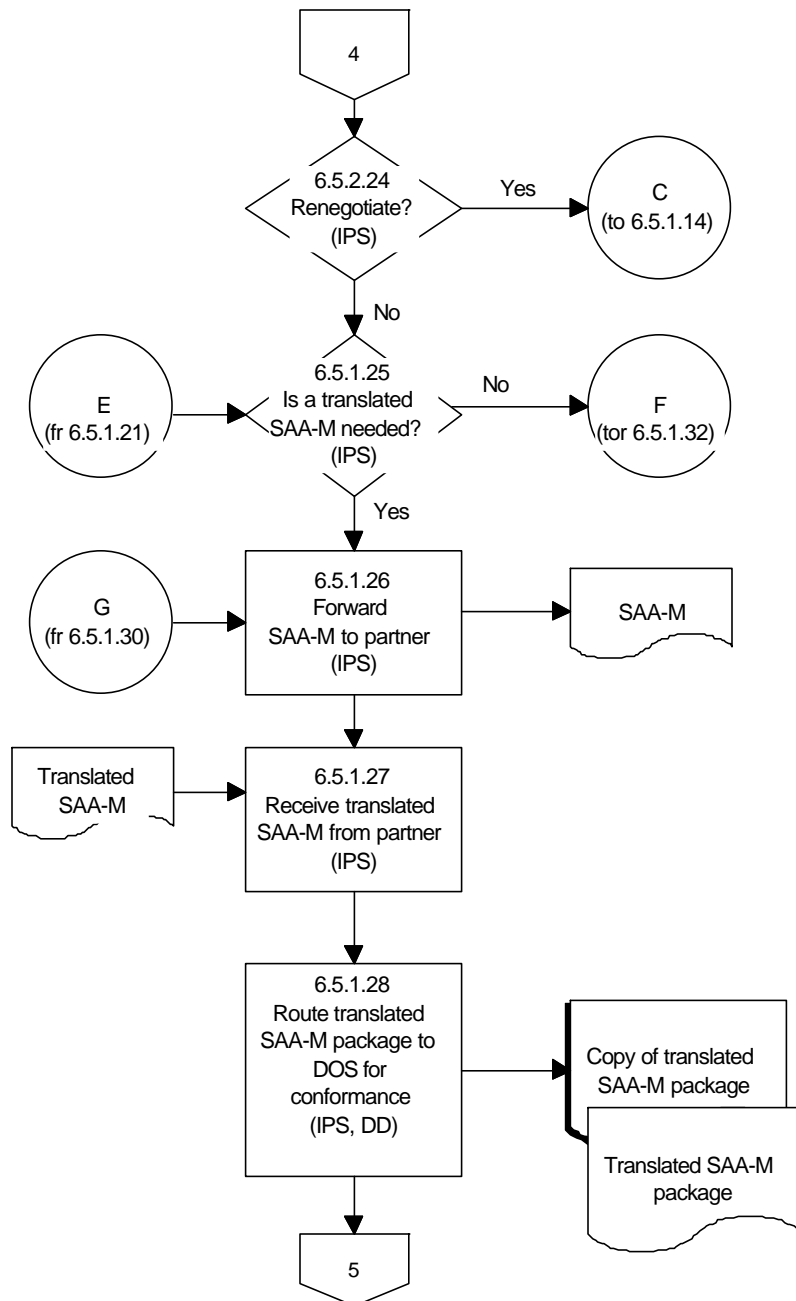 4
6.5.2.24
Renegotiate?
(IPS)
Yes
C
(to 6.5.1.14)
No
E
(fr 6.5.1.21)
6.5.1.25
Is a translated
SAA-M needed?
(IPS)
No
F
(tor 6.5.1.32)
Yes
G
(fr 6.5.1.30)
6.5.1.26
Forward
SAA-M to partner
(IPS)
SAA-M
Translated
SAA-M
6.5.1.27
Receive translated
SAA-M from partner
(IPS)
6.5.1.28
Route translated
SAA-M package to
DOS for
conformance
(IPS, DD)
Copy of translated
SAA-M package
Translated SAA-M
package
5